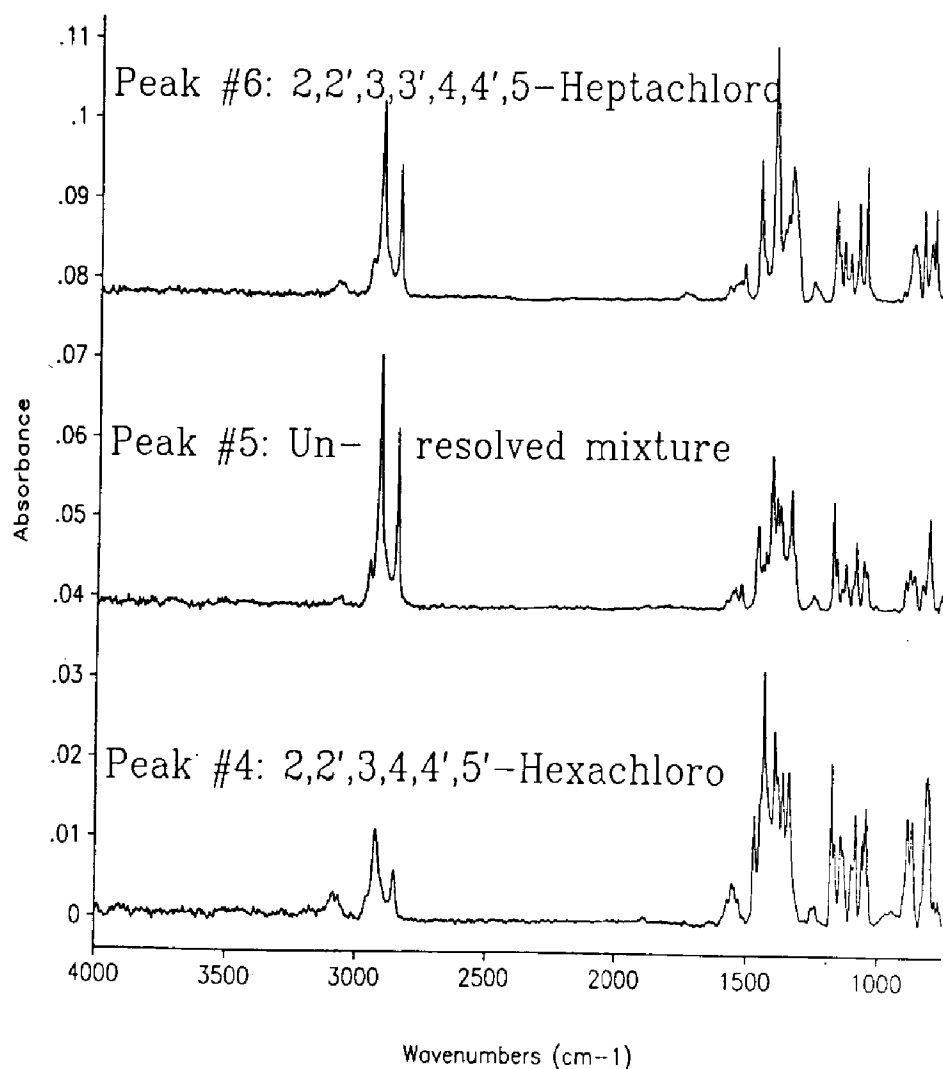 .11
Peak #6: 2,2',3,3',4,4',5-Heptachloro
.1
.09
.08
.07
.06
Peak #5: Un- resolved mixture
.05
.04
.03
.02
Peak #4: 2,2',3,4,4',5'-Hexachloro
.01
0
Absorbance
4000 3500 3000 2500 2000 1500 1000
Wavenumbers (cm--1)